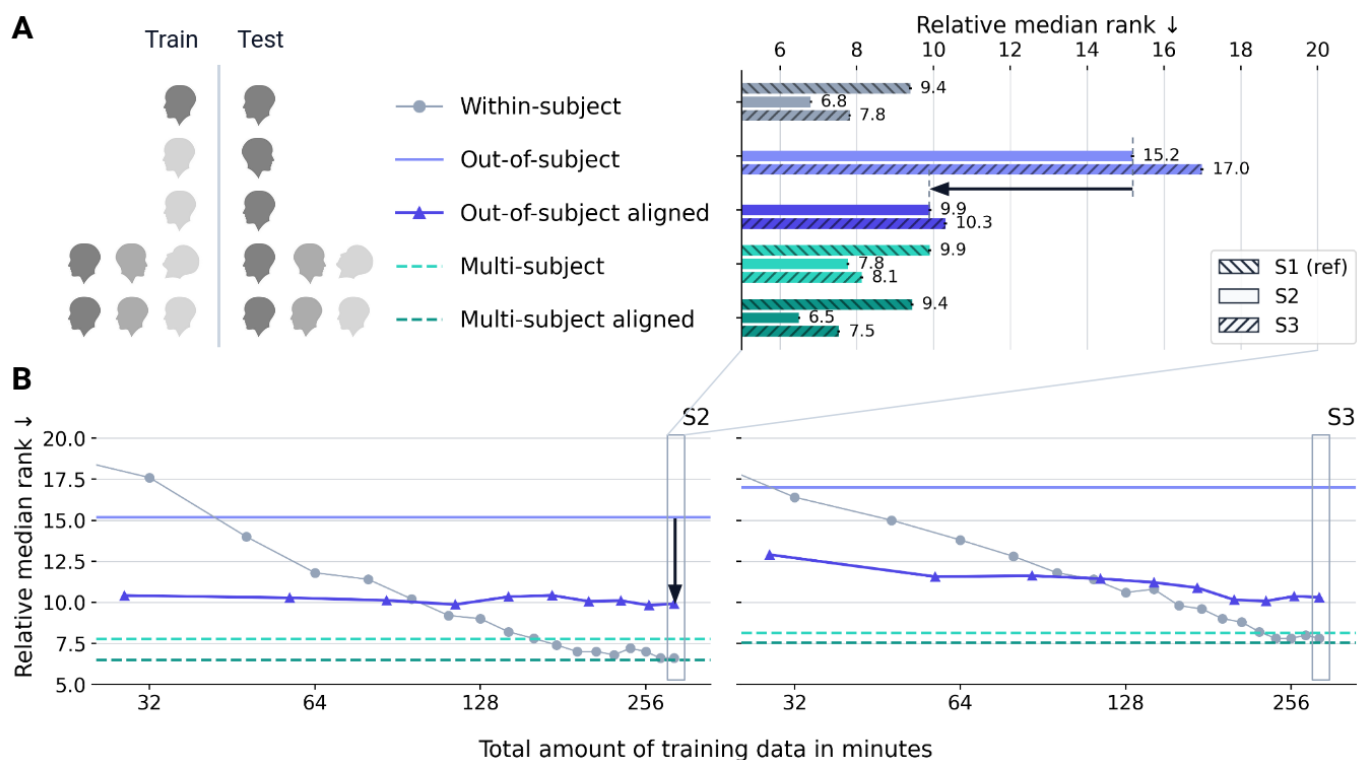 A
Train Test
Relative median rank ↓
6 8 10 12 14 16 18 20
Within-subject
Out-of-subject
Out-of-subject aligned
Multi-subject
Multi-subject aligned
9.4
6.8
7.8
15.2
17.0
9.9
10.3
9.9
7.8
8.1
9.4
6.5
7.5
S1 (ref)
S2
S3
B
S2
S3
Relative median rank ↓
20.0
17.5
15.0
12.5
10.0
7.5
5.0
32 64 128 256
32 64 128 256
Total amount of training data in minutes